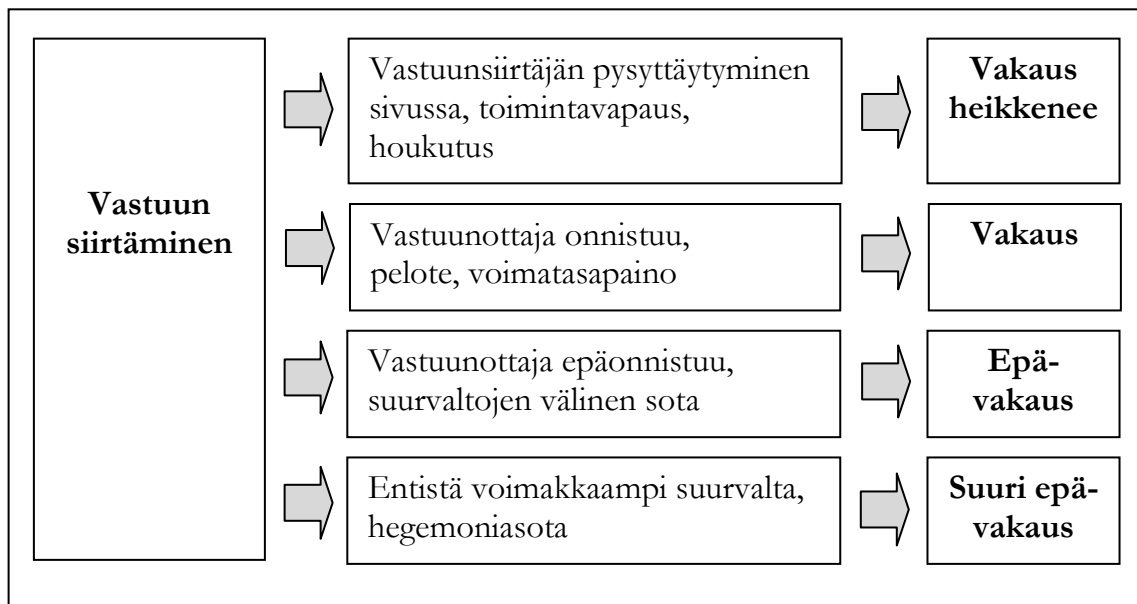 Vastuun
siirtäminen
Vastuunsiirtäjän pysyttäytyminen
sivussa, toimintavapaus,
houkutus
Vakaus
heikkenee
Vastuunottaja onnistuu,
pelote, voimatasapaino
Vakaus
Vastuunottaja epäonnistuu,
suurvaltojen välinen sota
Epä-
vakaus
Entistä voimakkaampi suurvalta,
hegemoniasota
Suuri epä-
vakaus